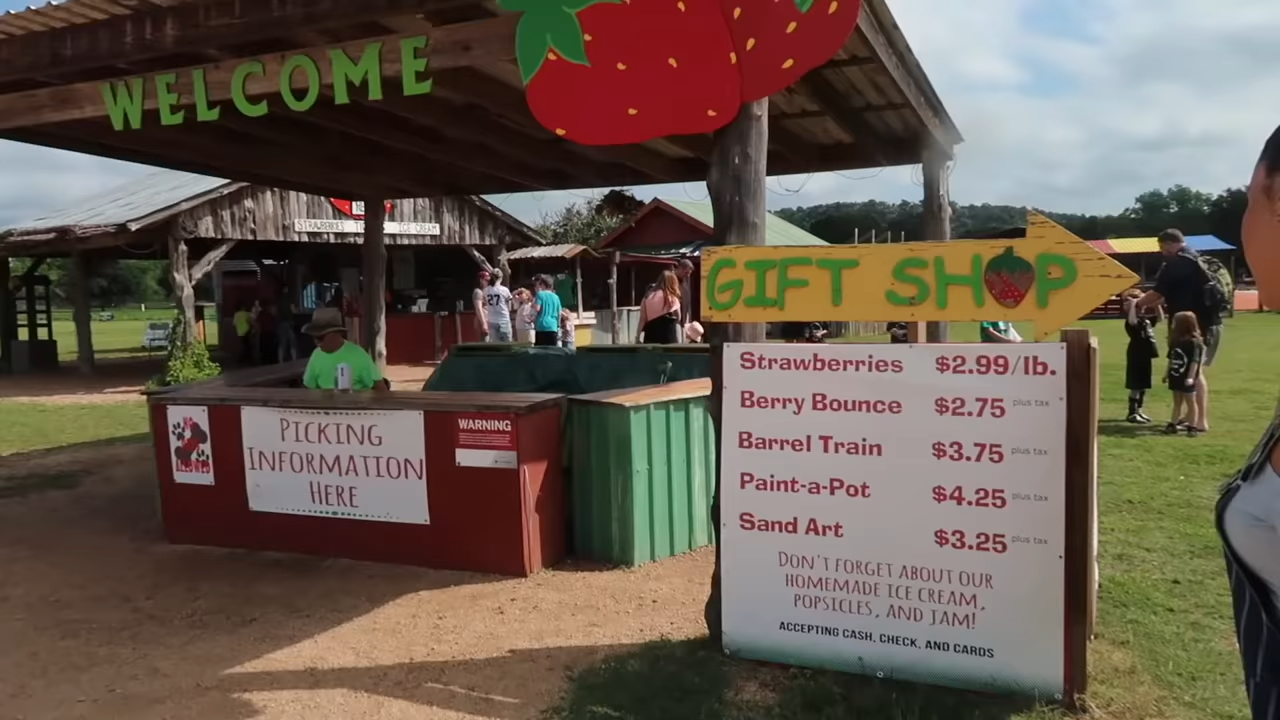 WELCOME
STRAWBERRIES
ICE CREAM
27
GIFT SHOP
Strawberries $2.99/lb.
Berry Bounce $2.75 plus tax
Barrel Train $3.75 plus tax
Paint-a-Pot $4.25 plus tax
Sand Art $3.25 plus tax
DON'T FORGET ABOUT OUR
HOMEMADE ICE CREAM,
POPSICLES, AND JAM!
ACCEPTING CASH, CHECK, AND CARDS
ALLOWED
PICKING
INFORMATION
HERE
WARNING